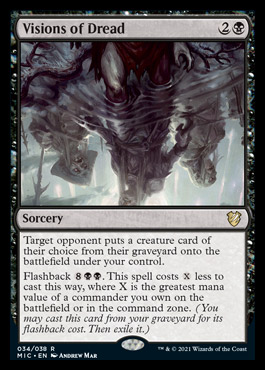 Visions of Dread 2
Sorcery
Target opponent puts a creature card of
their choice from their graveyard onto the
battlefield under your control.
Flashback 8. This spell costs X less to
cast this way, where X is the greatest mana
value of a commander you own on the
battlefield or in the command zone. (You
may cast this card from your graveyard for its
flashback cost. Then exile it.)
034/038 R
MIC • EN Andrew Mar
™ & © 2021 Wizards of the Coast